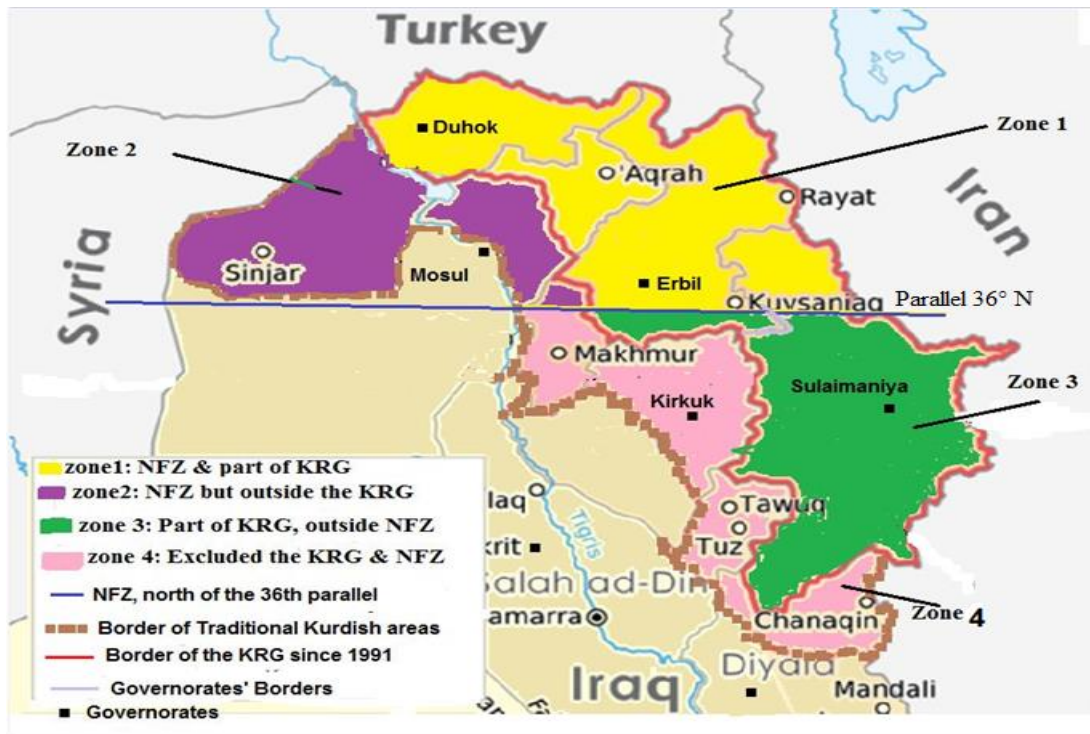 Turkey
Zone 1
Duhok
Zone 2
'Aqrah
Rayat
Iran
Syria
Sinjar
Mosul
Erbil
Kuvsaniaq
Parallel 36° N
Makhmur
Sulaimaniya
Zone 3
Kirkuk
zone1: NFZ & part of KRG
zone2: NFZ but outside the KRG
laq
Tawuq
zone 3: Part of KRG, outside NFZ
Tigris
krit
Tuz
zone 4: Excluded the KRG & NFZ
Salah ad-Din
NFZ, north of the 36th parallel
amarra
Chanaqin
Zone 4
Border of Traditional Kurdish areas
Border of the KRG since 1991
Diyala
Governorates' Borders
Iraq
Mandali
Governorates